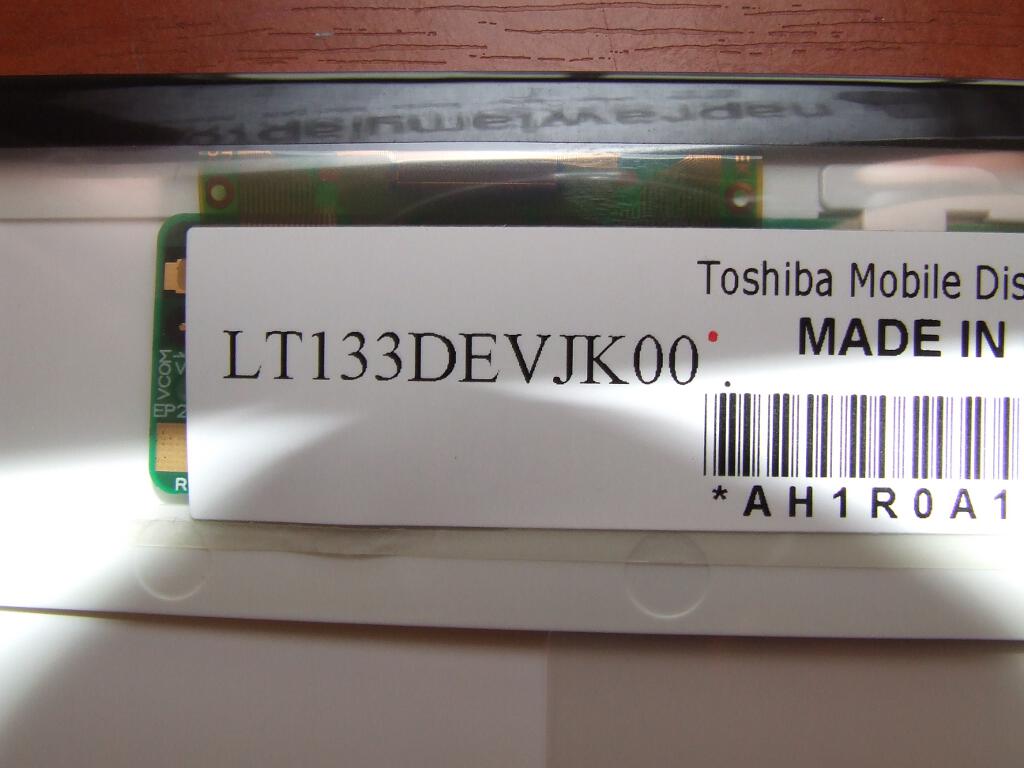 Toshiba Mobile Dis
LT133DEVJK00
MADE IN
*AH1R0A1
VCOM
EP2
R